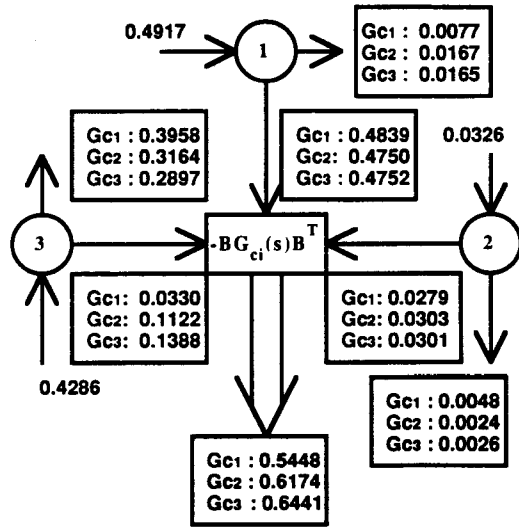 0.4917
1
Gc1 : 0.0077
Gc2 : 0.0167
Gc3 : 0.0165
Gc1 : 0.3958
Gc2 : 0.3164
Gc3 : 0.2897
Gc1 : 0.4839
Gc2: 0.4750
Gc3 : 0.4752
0.0326
3
-BG_ci(s)B^T
2
Gc1: 0.0330
Gc2: 0.1122
Gc3: 0.1388
Gc1: 0.0279
Gc2: 0.0303
Gc3: 0.0301
0.4286
Gc1 : 0.0048
Gc2 : 0.0024
Gc3 : 0.0026
Gc1 : 0.5448
Gc2 : 0.6174
Gc3 : 0.6441